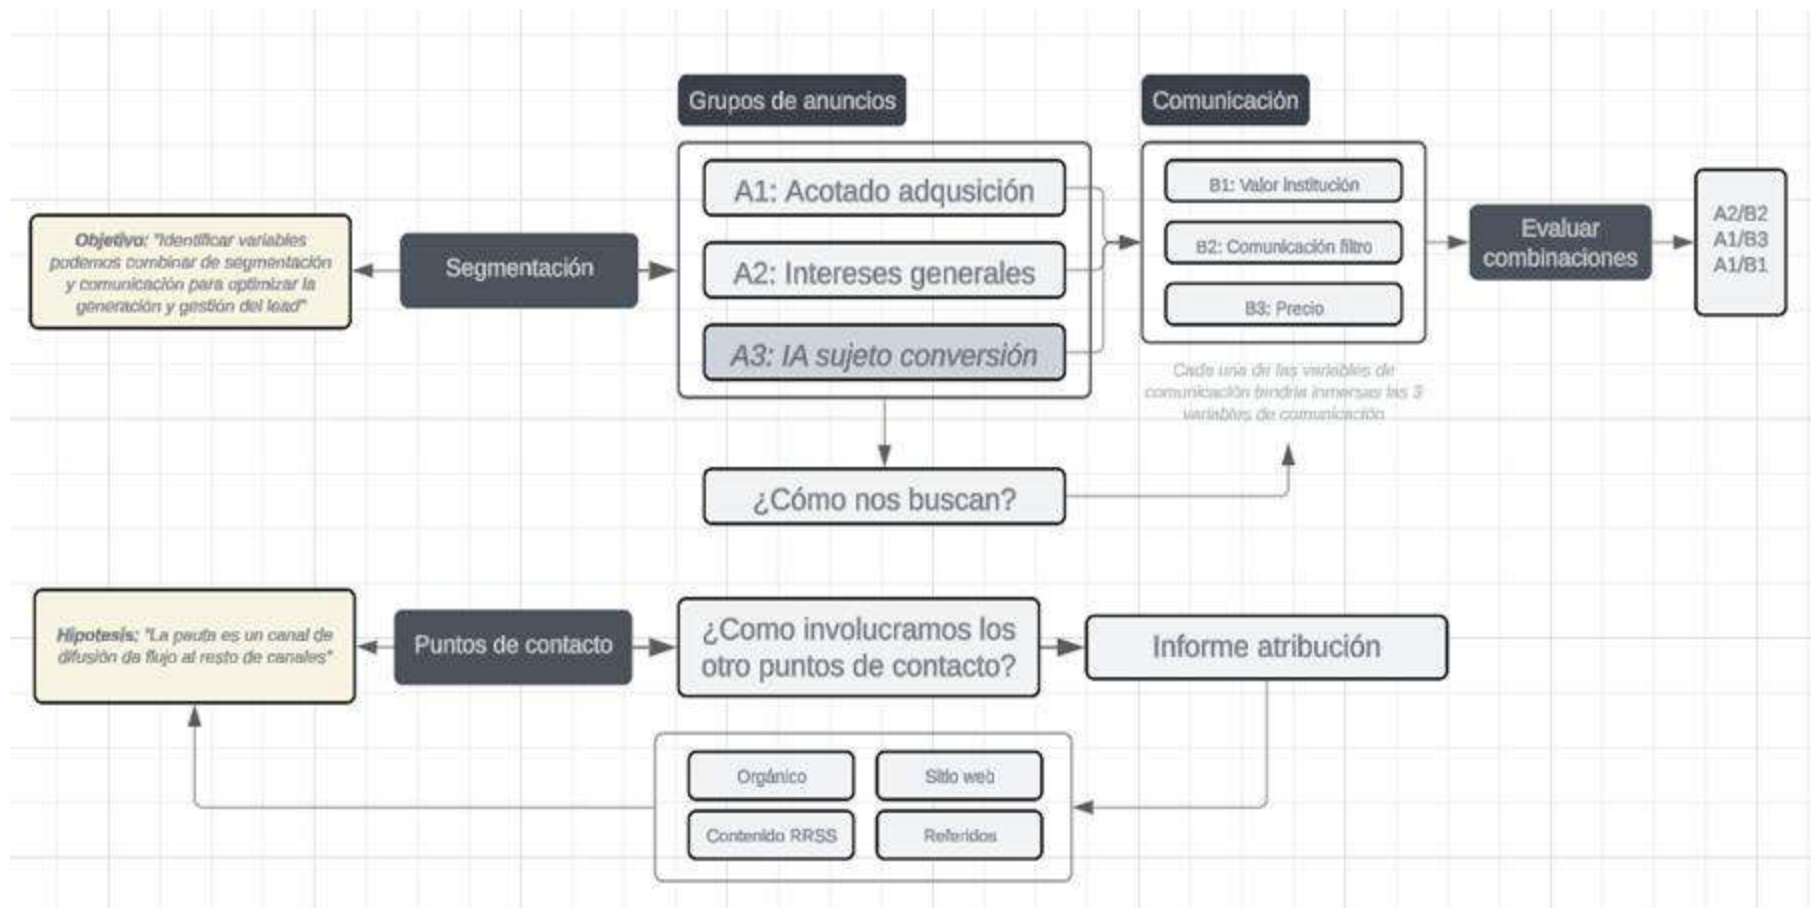 Grupos de anuncios
Comunicación
A1: Acotado adqusición
A2: Intereses generales
A3: IA sujeto conversión
B1: Valor institución
B2: Comunicación filtro
B3: Precio
Objetivo: "Identificar variables
podemos combinar de segmentación
y comunicación para optimizar la
generación y gestión del lead"
Segmentación
Evaluar
combinaciones
A2/B2
A1/B3
A1/B1
Cada una de las variables de
comunicación tendría inmersas las 3
variables de comunicación
¿Cómo nos buscan?
Hipotesis: "La pauta es un canal de
difusión da flujo al resto de canales"
Puntos de contacto
¿Como involucramos los
otro puntos de contacto?
Informe atribución
Orgánico
Sitio web
Contenido RRSS
Referidos